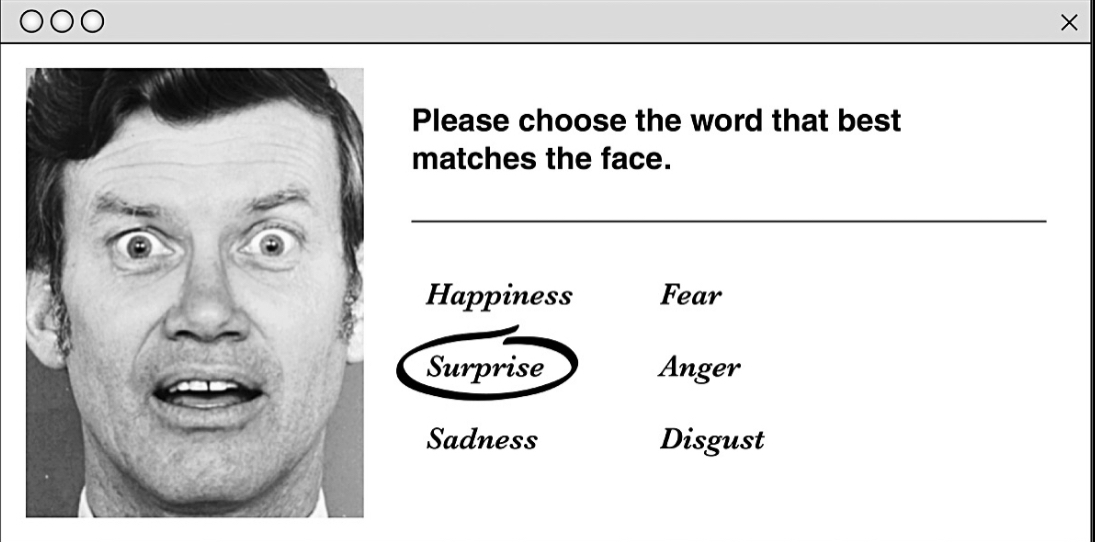 Please choose the word that best
matches the face.
Happiness Fear
Surprise Anger
Sadness Disgust